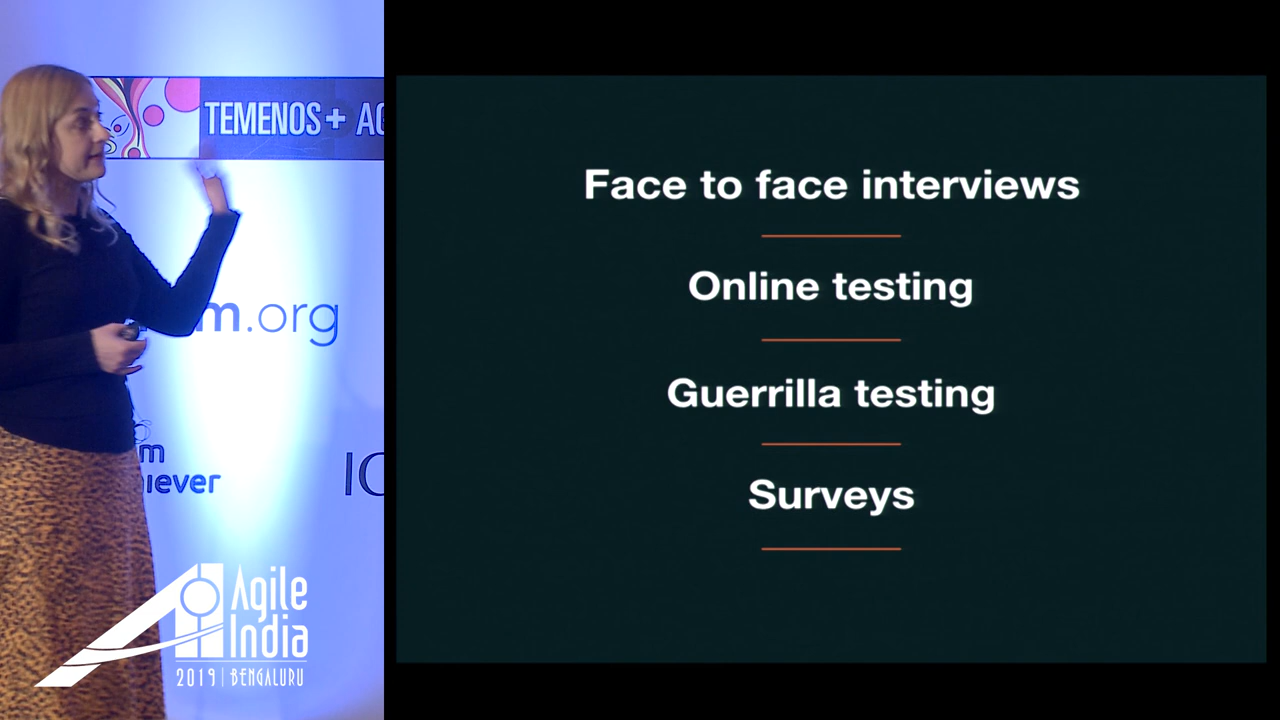 TEMENOS+ AG
m.org
m
iever
IC
Agile
India
2019 | BENGALURU
Face to face interviews
Online testing
Guerrilla testing
Surveys